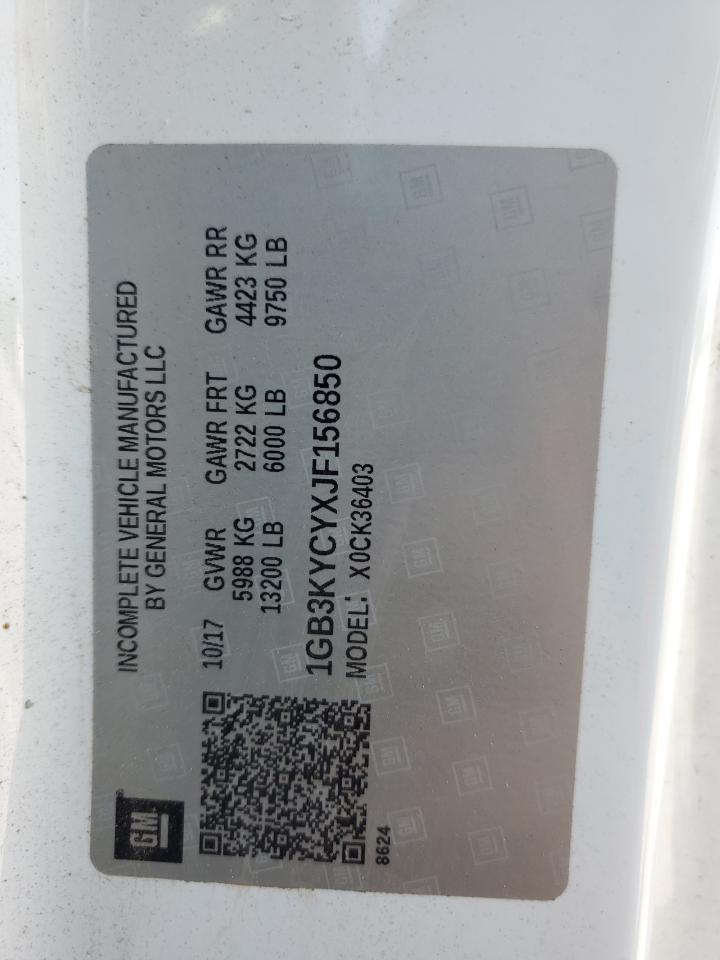 INCOMPLETE VEHICLE MANUFACTURED
BY GENERAL MOTORS LLC
10/17 GVWR GAWR FRT GAWR RR
5988 KG 2722 KG 4423 KG
13200 LB 6000 LB 9750 LB
1GB3KYCYXJF156850
MODEL: X0CK36403
GM
8624